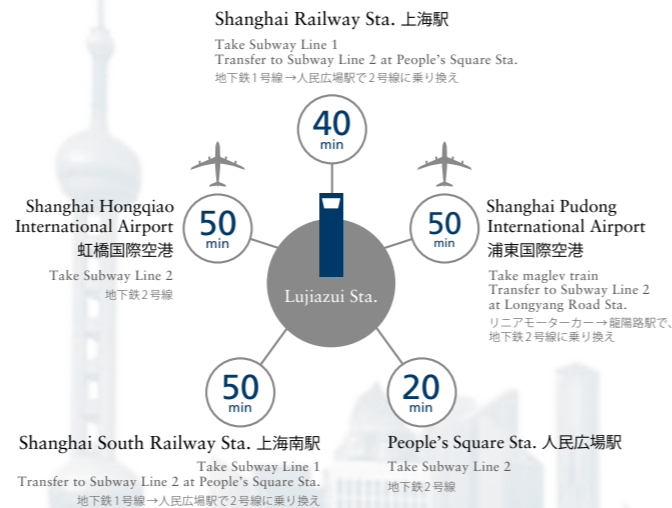 Shanghai Railway Sta. 上海駅
Take Subway Line 1
Transfer to Subway Line 2 at People's Square Sta.
地下鉄1号線→人民広場駅で2号線に乗り換え
40
min
Shanghai Hongqiao
International Airport
虹橋国際空港
Take Subway Line 2
地下鉄2号線
50
min
50
min
Shanghai Pudong
International Airport
浦東国際空港
Take maglev train
Transfer to Subway Line 2
at Longyang Road Sta.
リニアモーターカー→龍陽路駅で、
地下鉄2号線に乗り換え
Lujiazui Sta.
50
min
Shanghai South Railway Sta. 上海南駅
Take Subway Line 1
Transfer to Subway Line 2 at People's Square Sta.
地下鉄1号線→人民広場駅で2号線に乗り換え
20
min
People's Square Sta. 人民広場駅
Take Subway Line 2
地下鉄2号線